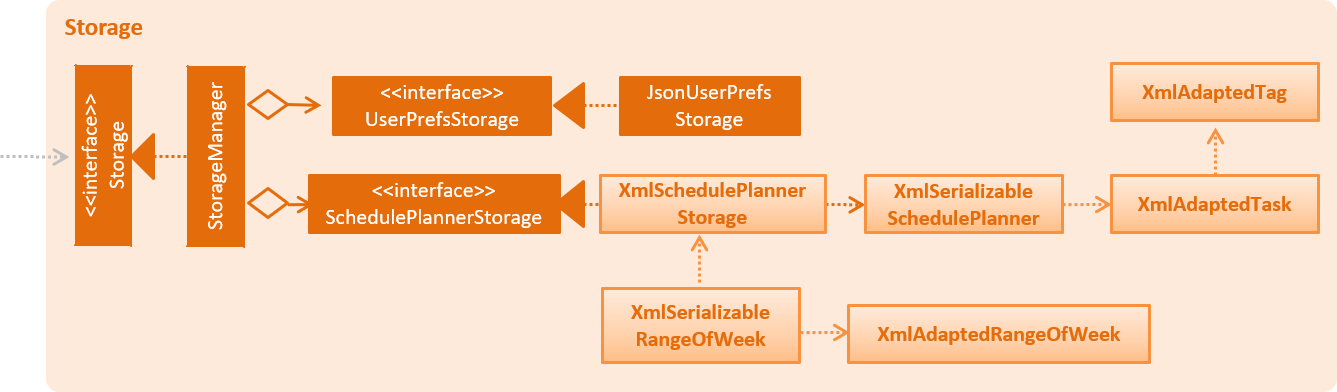 Storage
<<interface>>
Storage
StorageManager
<<interface>>
UserPrefsStorage
JsonUserPrefs
Storage
XmlAdaptedTag
<<interface>>
SchedulePlannerStorage
XmlSchedulePlanner
Storage
XmlSerializable
SchedulePlanner
XmlAdaptedTask
XmlSerializable
RangeOfWeek
XmlAdaptedRangeOfWeek